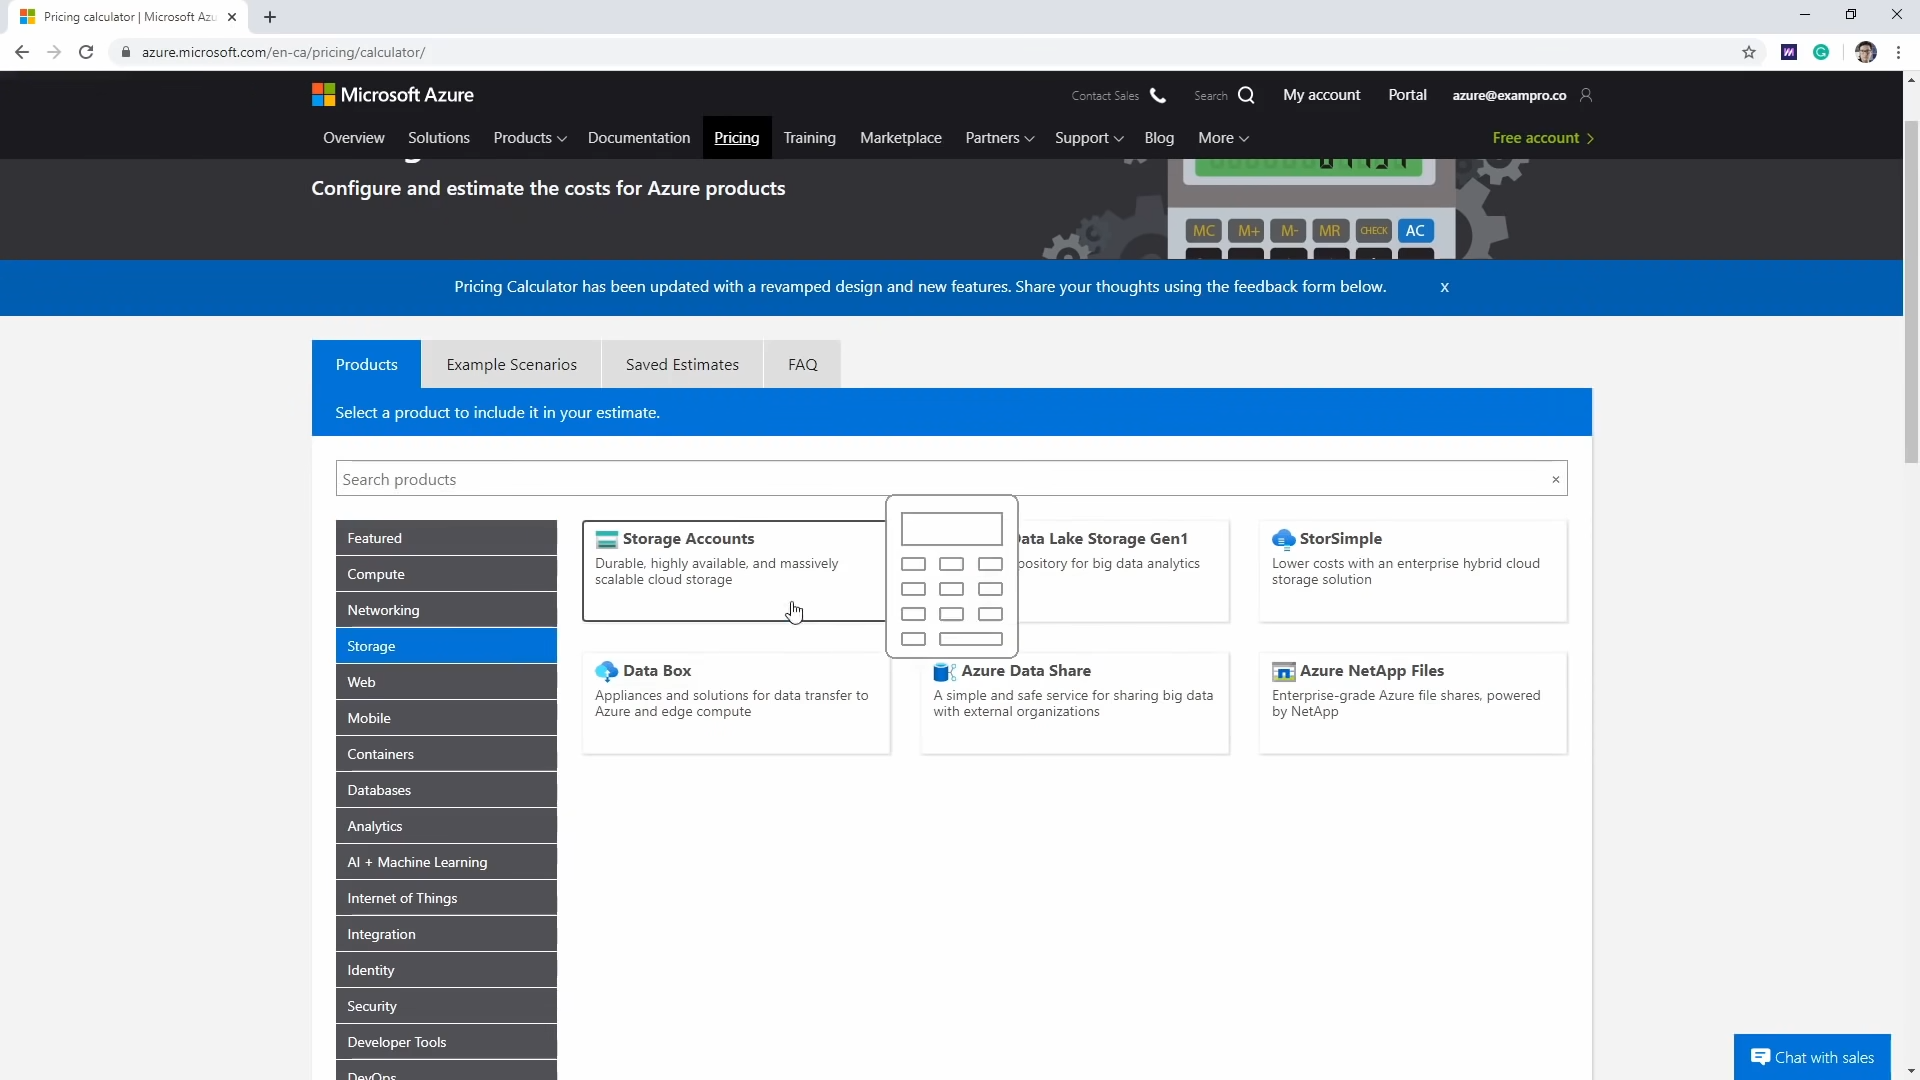 Pricing calculator | Microsoft Azu
azure.microsoft.com/en-ca/pricing/calculator/
Microsoft Azure
Contact Sales
Search
My account
Portal
azure@exampro.co
Overview
Solutions
Products
Documentation
Pricing
Training
Marketplace
Partners
Support
Blog
More
Free account
Configure and estimate the costs for Azure products
MC
M+
M-
MR
CHECK
AC
Pricing Calculator has been updated with a revamped design and new features. Share your thoughts using the feedback form below.
x
Products
Example Scenarios
Saved Estimates
FAQ
Select a product to include it in your estimate.
Search products
×
Featured
Compute
Networking
Storage
Web
Mobile
Containers
Databases
Analytics
AI + Machine Learning
Internet of Things
Integration
Identity
Security
Developer Tools
DevOps
Storage Accounts
Durable, highly available, and massively
scalable cloud storage
Data Lake Storage Gen1
pository for big data analytics
StorSimple
Lower costs with an enterprise hybrid cloud
storage solution
Data Box
Appliances and solutions for data transfer to
Azure and edge compute
Azure Data Share
A simple and safe service for sharing big data
with external organizations
Azure NetApp Files
Enterprise-grade Azure file shares, powered
by NetApp
Chat with sales